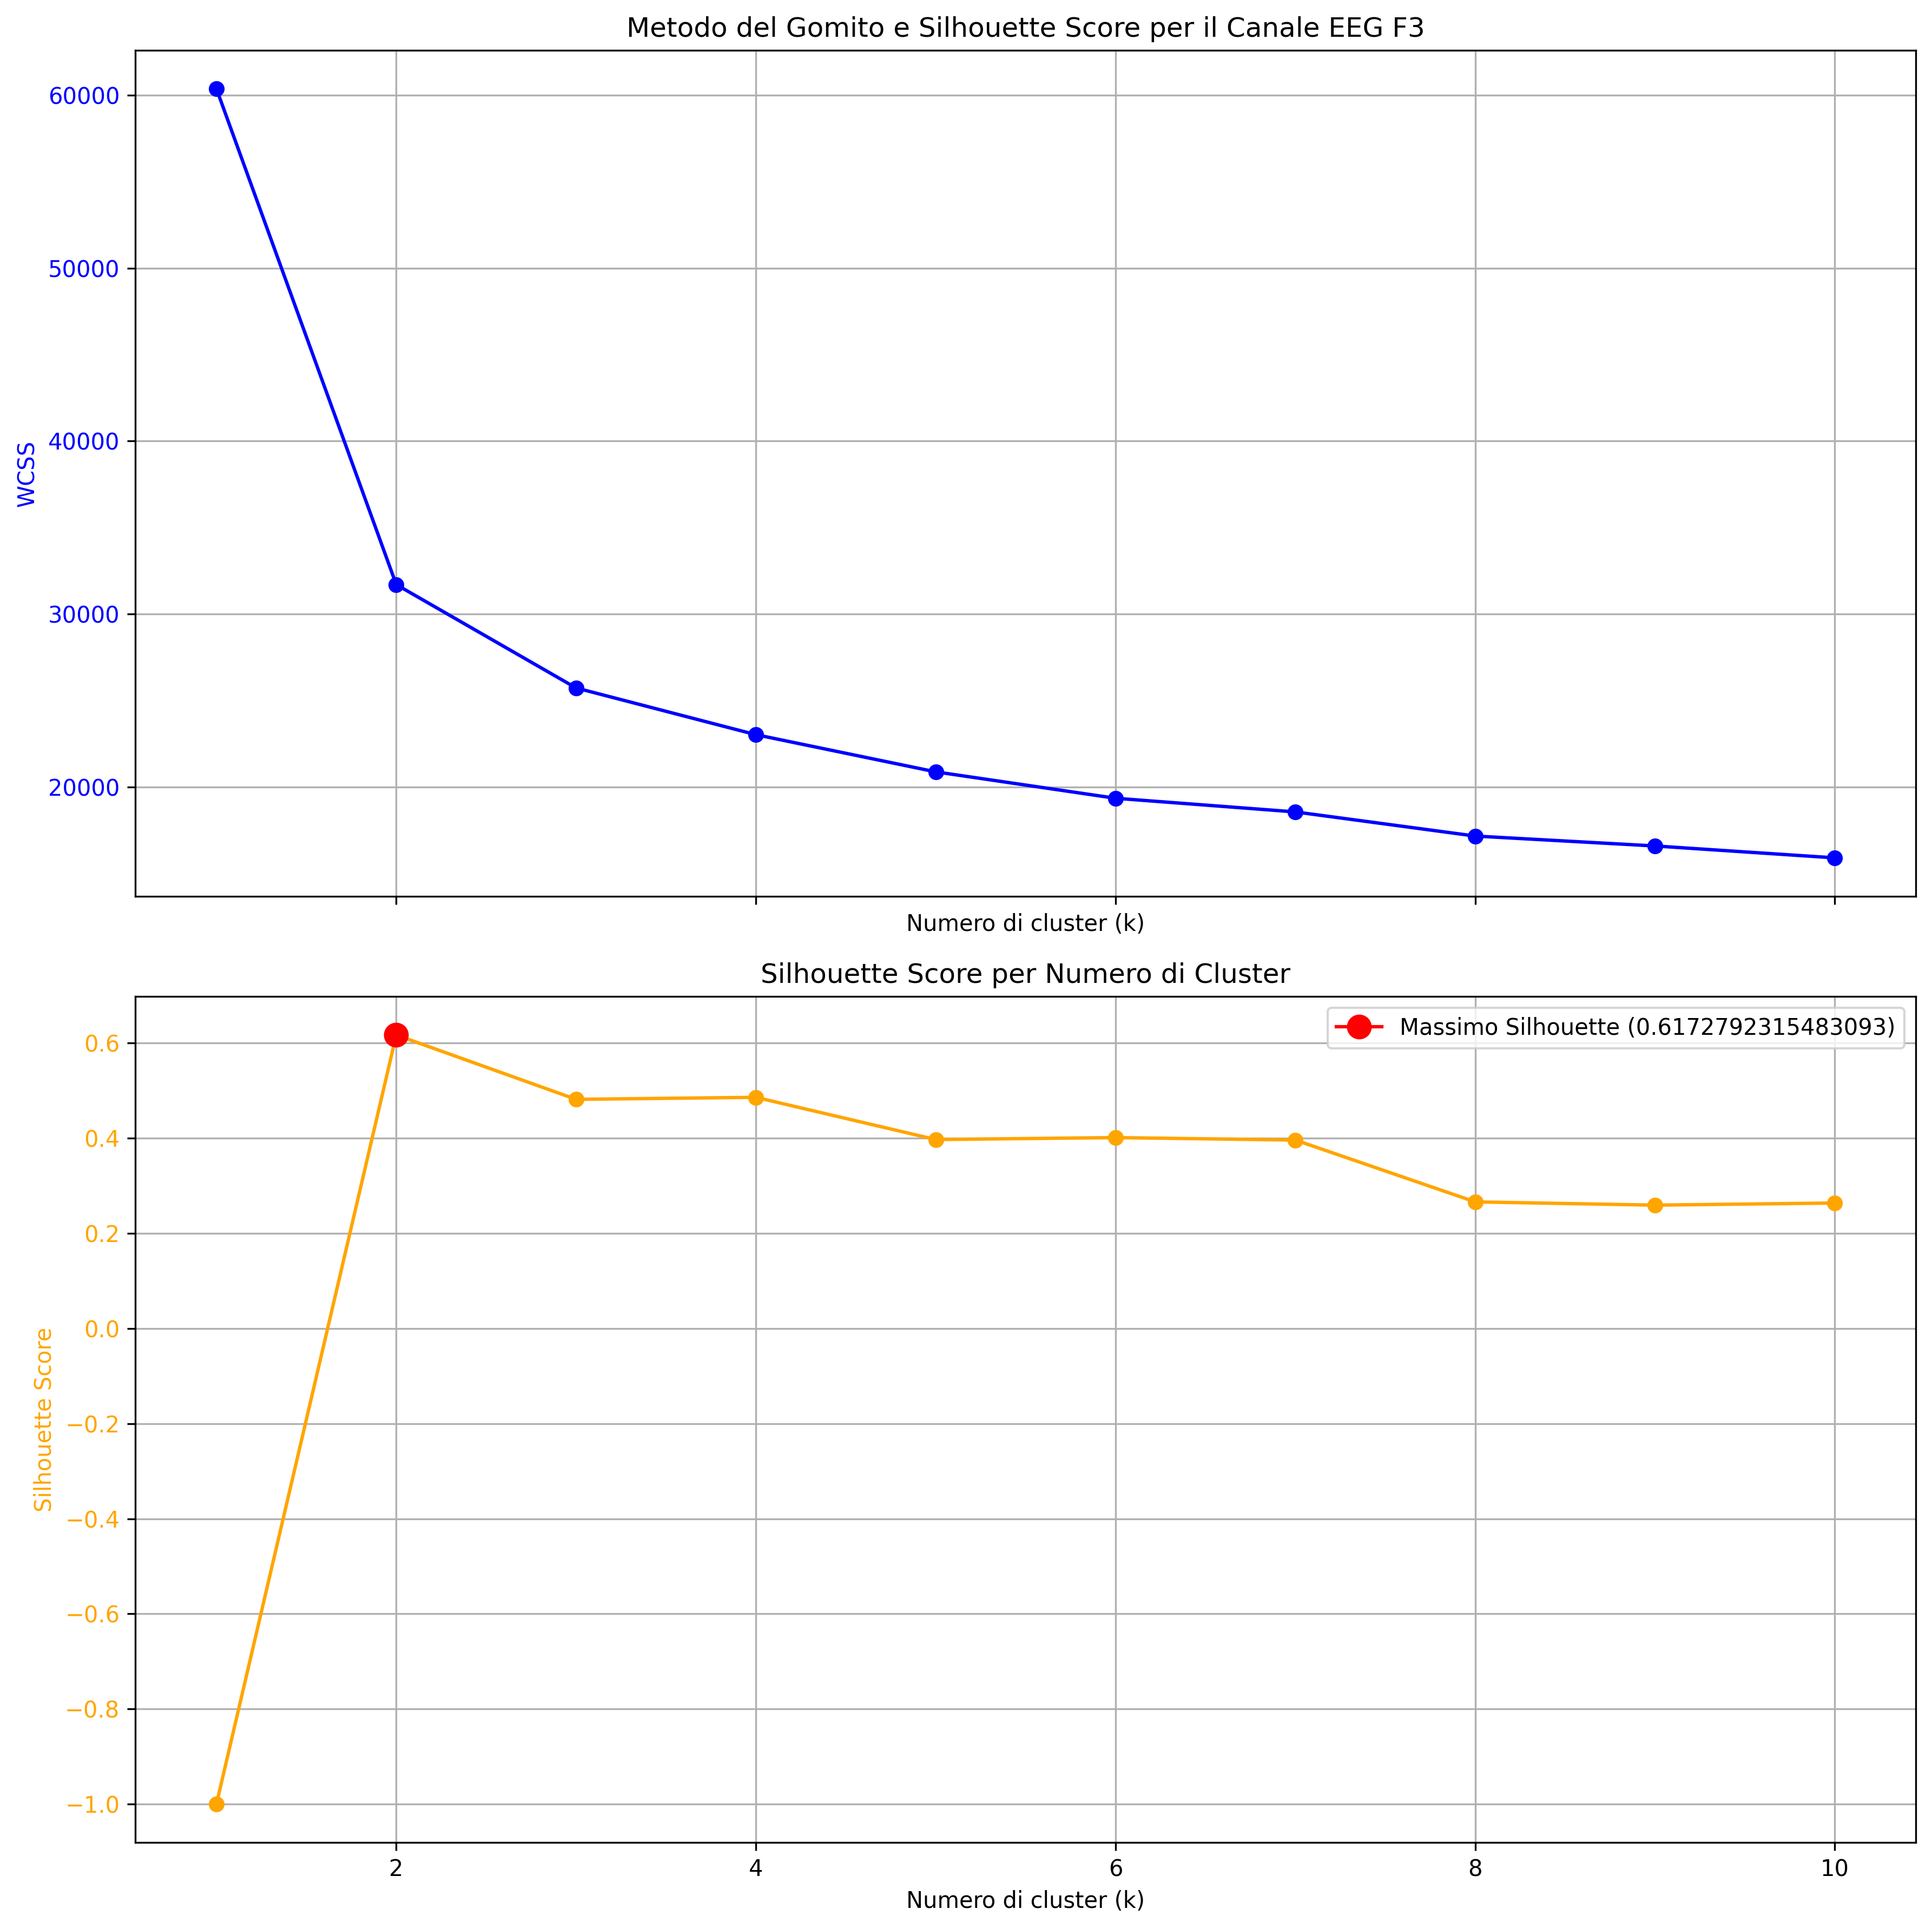 Metodo del Gomito e Silhouette Score per il Canale EEG F3
60000
50000
40000
30000
20000
WCSS
Numero di cluster (k)
Silhouette Score per Numero di Cluster
Massimo Silhouette (0.6172792315483093)
0.6
0.4
0.2
0.0
−0.2
−0.4
−0.6
−0.8
−1.0
Silhouette Score
2 4 6 8 10
Numero di cluster (k)